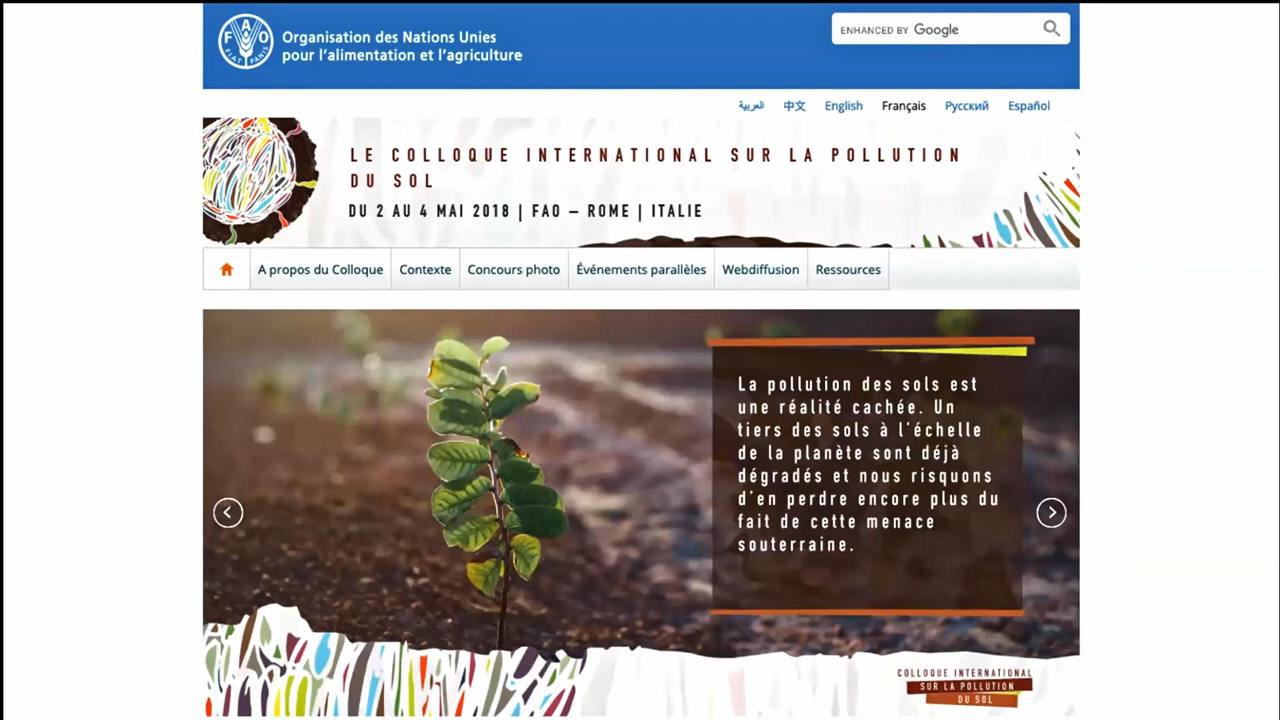 FAO
FIAT PANIS
Organisation des Nations Unies
pour l'alimentation et l'agriculture
ENHANCED BY Google
العربية 中文 English Français Русский Español
LE COLLOQUE INTERNATIONAL SUR LA POLLUTION
DU SOL
DU 2 AU 4 MAI 2018 | FAO – ROME | ITALIE
A propos du Colloque Contexte Concours photo Événements parallèles Webdiffusion Ressources
La pollution des sols est
une réalité cachée. Un
tiers des sols à l'échelle
de la planète sont déjà
dégradés et nous risquons
d'en perdre encore plus du
fait de cette menace
souterraine.
COLLOQUE INTERNATIONAL
SUR LA POLLUTION
DU SOL